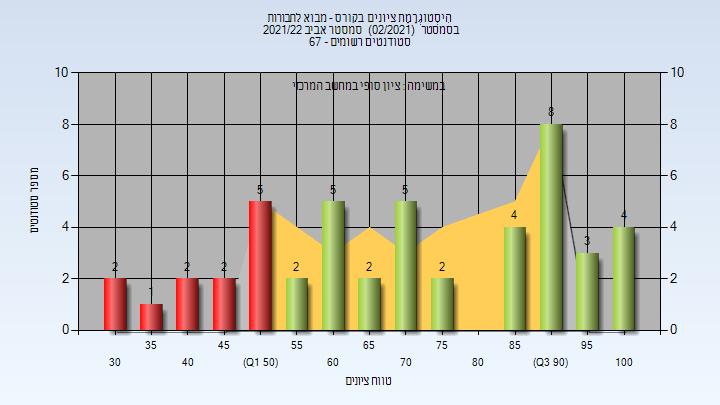 היסטוגרמת ציונים בקורס - מבוא לחבורות
בסמסטר (02/2021) סמסטר אביב 2021/22
סטודנטים רשומים - 67
במשימה : ציון סופי במחשב המרכזי
מספר סטודנטים
10 10
8 8
6 6
4 4
2 2
0 0
2 1 2 2 5 2 5 2 5 2 4 8 3 4
35 45 55 65 75 85 95
30 40 (Q1 50) 60 70 80 (Q3 90) 100
טווח ציונים